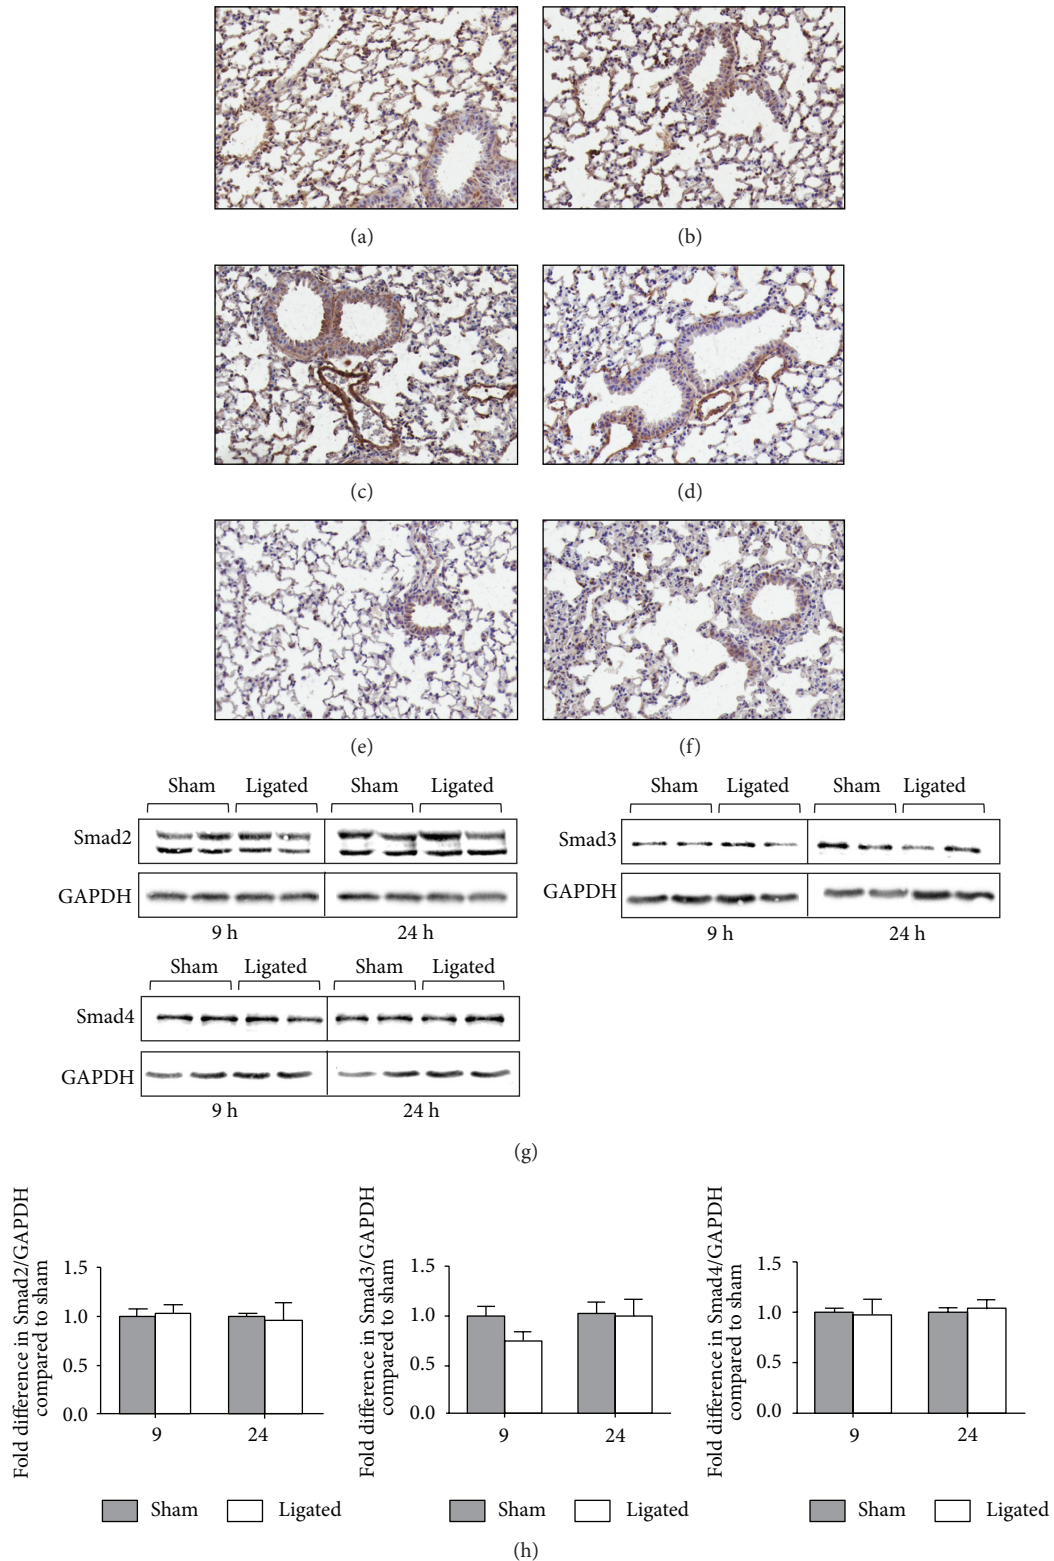 (a)
(b)
(c)
(d)
(e)
(f)
Sham Ligated Sham Ligated
Smad2
GAPDH
9 h 24 h
Sham Ligated Sham Ligated
Smad3
GAPDH
9 h 24 h
Sham Ligated Sham Ligated
Smad4
GAPDH
9 h 24 h
(g)
Fold difference in Smad2/GAPDH
compared to sham
1.5
1.0
0.5
0.0
9 24
Sham Ligated
Fold difference in Smad3/GAPDH
compared to sham
1.5
1.0
0.5
0.0
9 24
Sham Ligated
Fold difference in Smad4/GAPDH
compared to sham
1.5
1.0
0.5
0.0
9 24
Sham Ligated
(h)